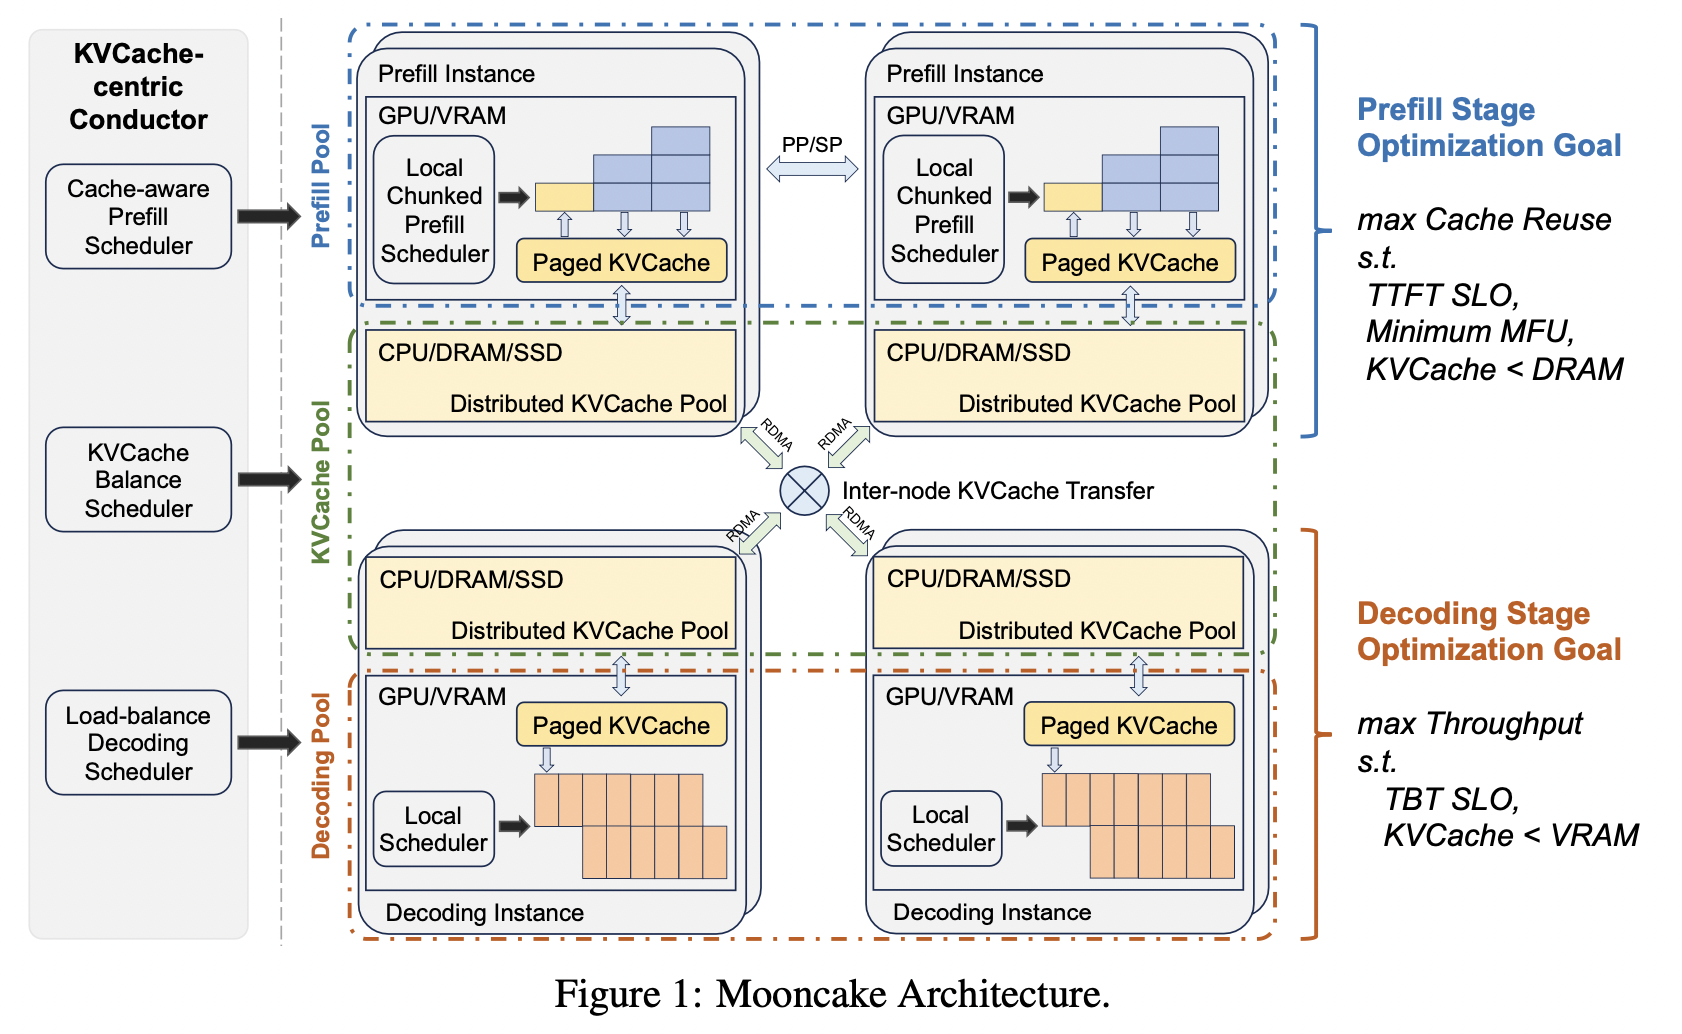 KVCache-
centric
Conductor
Cache-aware
Prefill
Scheduler
KVCache
Balance
Scheduler
Load-balance
Decoding
Scheduler
Prefill Pool
KVCache Pool
Decoding Pool
Prefill Instance
GPU/VRAM
Local
Chunked
Prefill
Scheduler
Paged KVCache
CPU/DRAM/SSD
Distributed KVCache Pool
PP/SP
Prefill Instance
GPU/VRAM
Local
Chunked
Prefill
Scheduler
Paged KVCache
CPU/DRAM/SSD
Distributed KVCache Pool
RDMA
RDMA
Inter-node KVCache Transfer
RDMA
RDMA
CPU/DRAM/SSD
Distributed KVCache Pool
GPU/VRAM
Paged KVCache
Local
Scheduler
Decoding Instance
CPU/DRAM/SSD
Distributed KVCache Pool
GPU/VRAM
Paged KVCache
Local
Scheduler
Decoding Instance
Prefill Stage
Optimization Goal
max Cache Reuse
s.t.
TTFT SLO,
Minimum MFU,
KVCache < DRAM
Decoding Stage
Optimization Goal
max Throughput
s.t.
TBT SLO,
KVCache < VRAM
Figure 1: Mooncake Architecture.